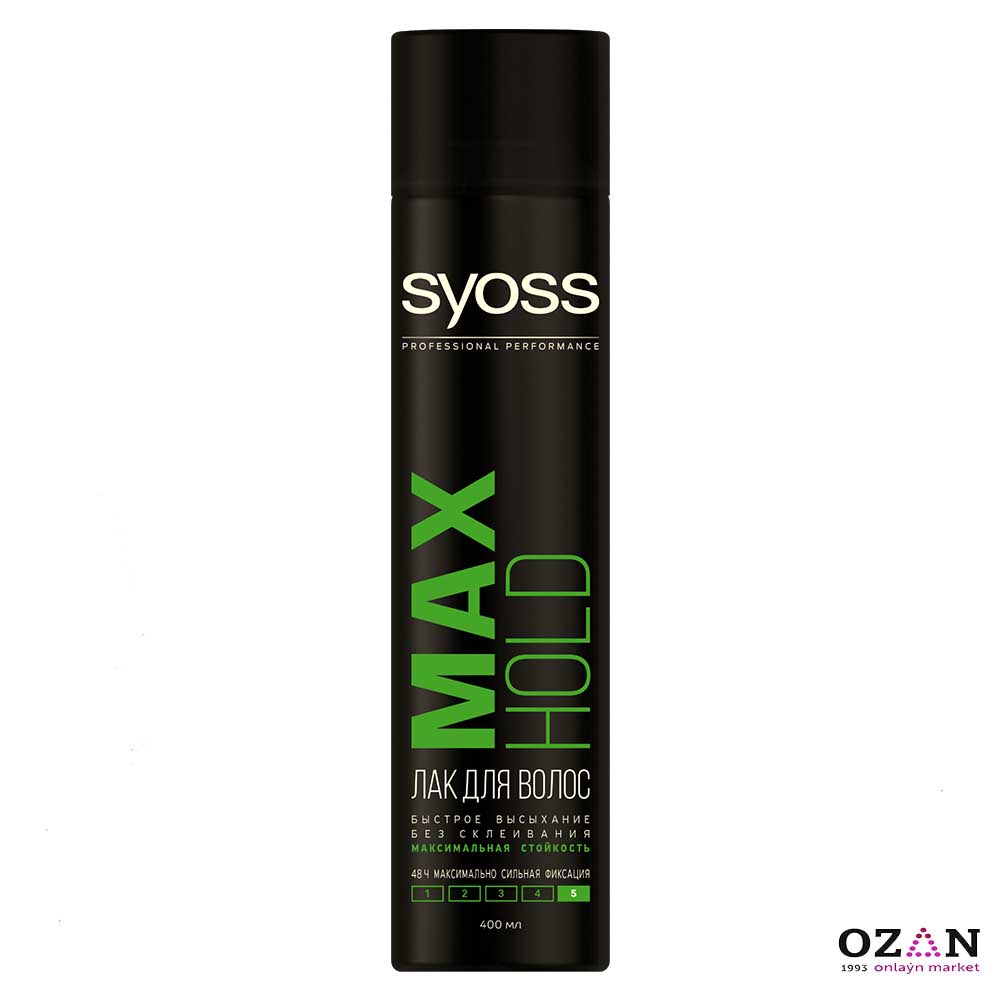 syoss
PROFESSIONAL PERFORMANCE
MAX
HOLD
ЛАК ДЛЯ ВОЛОС
БЫСТРОЕ ВЫСЫХАНИЕ
БЕЗ СКЛЕИВАНИЯ
МАКСИМАЛЬНАЯ СТОЙКОСТЬ
48 Ч МАКСИМАЛЬНО СИЛЬНАЯ ФИКСАЦИЯ
1 2 3 4 5
400 мл
OZAN
1993 onlaýn market